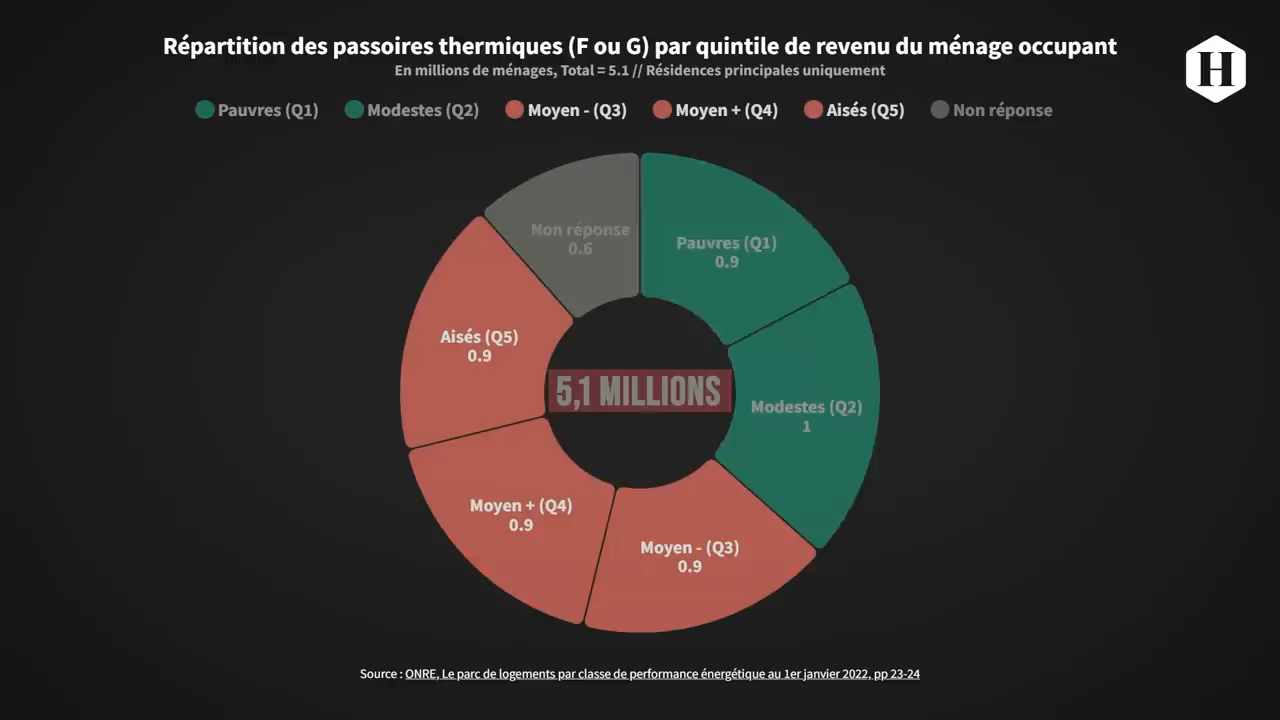 Répartition des passoires thermiques (F ou G) par quintile de revenu du ménage occupant
En millions de ménages, Total = 5.1 // Résidences principales uniquement
H
Pauvres (Q1) Modestes (Q2) Moyen - (Q3) Moyen + (Q4) Aisés (Q5) Non réponse
Non réponse
0.6
Pauvres (Q1)
0.9
Aisés (Q5)
0.9
5,1 MILLIONS
Modestes (Q2)
1
Moyen + (Q4)
0.9
Moyen - (Q3)
0.9
Source : ONRE, Le parc de logements par classe de performance énergétique au 1er janvier 2022, pp 23-24